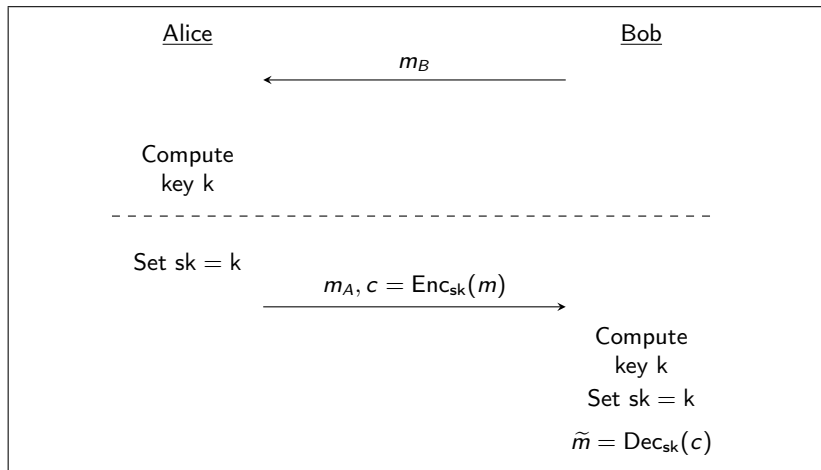 Alice Bob
m_B
Compute
key k
Set sk = k
m_A, c = Enc_sk(m)
Compute
key k
Set sk = k
m̃ = Dec_sk(c)